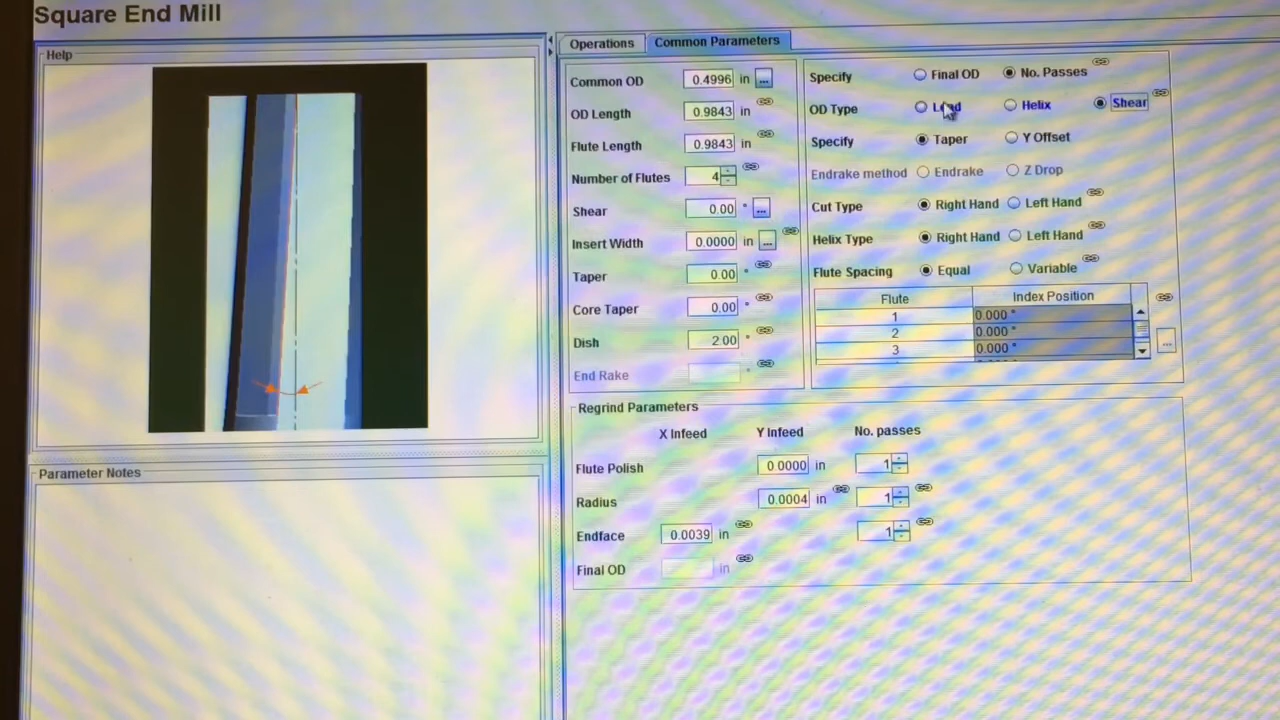 Square End Mill
Help
Operations Common Parameters
Common OD 0.4996 in ...
OD Length 0.9843 in
Flute Length 0.9843 in
Number of Flutes 4
Shear 0.00 ° ...
Insert Width 0.0000 in ...
Taper 0.00 °
Core Taper 0.00 °
Dish 2.00 °
End Rake °
Specify Final OD No. Passes
OD Type Lead Helix Shear
Specify Taper Y Offset
Endrake method Endrake Z Drop
Cut Type Right Hand Left Hand
Helix Type Right Hand Left Hand
Flute Spacing Equal Variable
Flute Index Position
1 0.000 °
2 0.000 °
3 0.000 °
...
Regrind Parameters
X Infeed Y Infeed No. passes
Flute Polish 0.0000 in 1
Radius 0.0004 in 1
Endface 0.0039 in 1
Final OD in
Parameter Notes